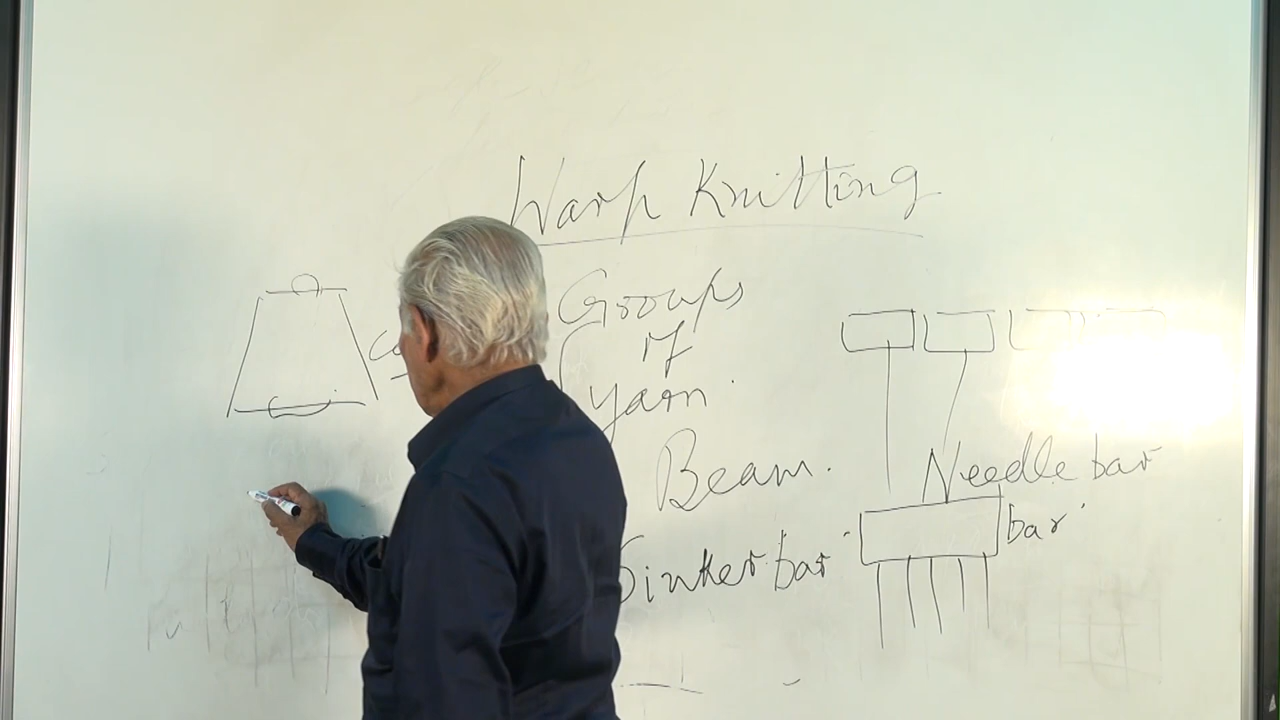 Warp Knitting
Groups
of
Yarn
Beam.
Needle bar
bar
Sinker bar